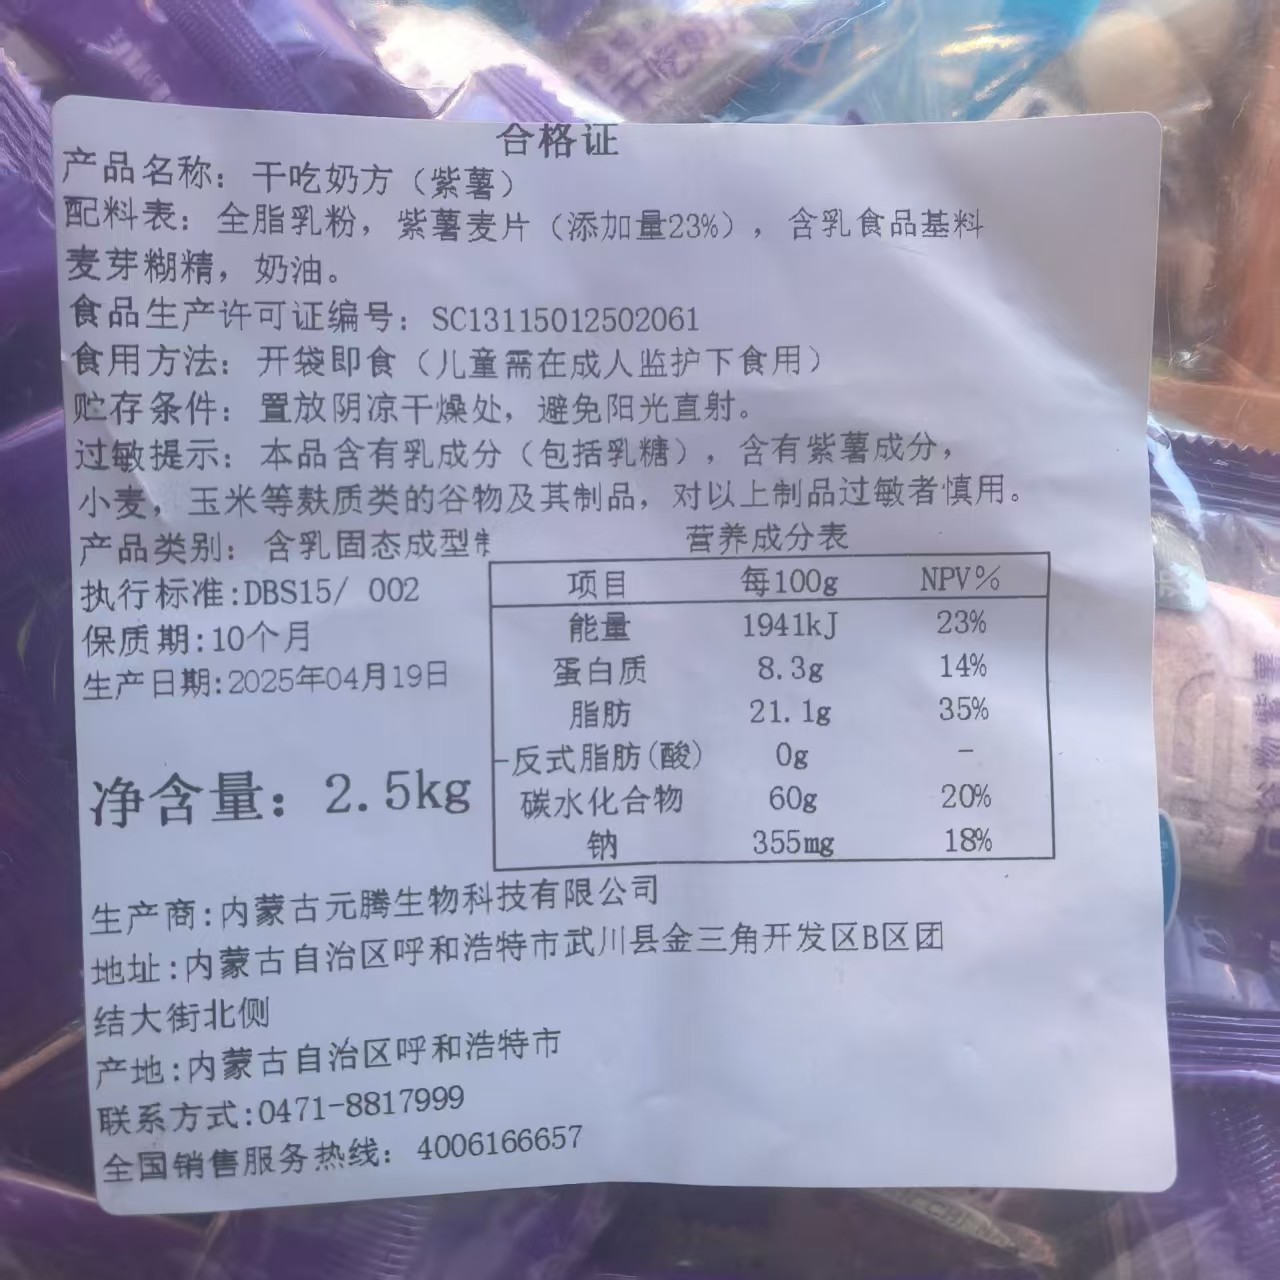 合格证
产品名称：干吃奶方（紫薯）
配料表：全脂乳粉，紫薯麦片（添加量23%），含乳食品基料
麦芽糊精，奶油。
食品生产许可证编号：SC13115012502061
食用方法：开袋即食（儿童需在成人监护下食用）
贮存条件：置放阴凉干燥处，避免阳光直射。
过敏提示：本品含有乳成分（包括乳糖），含有紫薯成分，
小麦，玉米等麸质类的谷物及其制品，对以上制品过敏者慎用。
产品类别：含乳固态成型
执行标准:DBS15/ 002
保质期:10个月
生产日期:2025年04月19日
净含量：2.5kg
营养成分表
项目 每100g NPV%
能量 1941kJ 23%
蛋白质 8.3g 14%
脂肪 21.1g 35%
-反式脂肪(酸) 0g -
碳水化合物 60g 20%
钠 355mg 18%
生产商:内蒙古元腾生物科技有限公司
地址:内蒙古自治区呼和浩特市武川县金三角开发区B区团
结大街北侧
产地:内蒙古自治区呼和浩特市
联系方式:0471-8817999
全国销售服务热线：4006166657